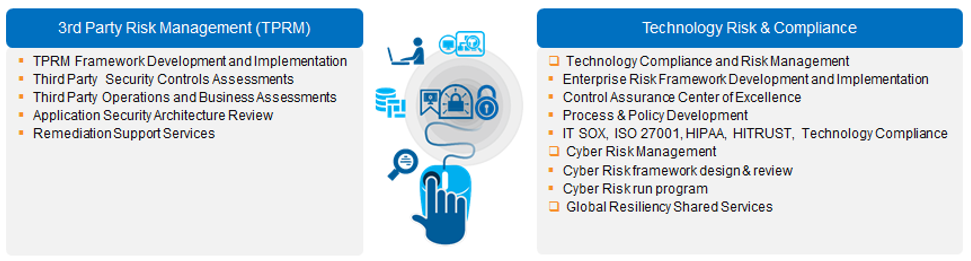 3rd Party Risk Management (TPRM)
TPRM Framework Development and Implementation
Third Party Security Controls Assessments
Third Party Operations and Business Assessments
Application Security Architecture Review
Remediation Support Services
Technology Risk & Compliance
Technology Compliance and Risk Management
Enterprise Risk Framework Development and Implementation
Control Assurance Center of Excellence
Process & Policy Development
IT SOX, ISO 27001, HIPAA, HITRUST, Technology Compliance
Cyber Risk Management
Cyber Risk framework design & review
Cyber Risk run program
Global Resiliency Shared Services